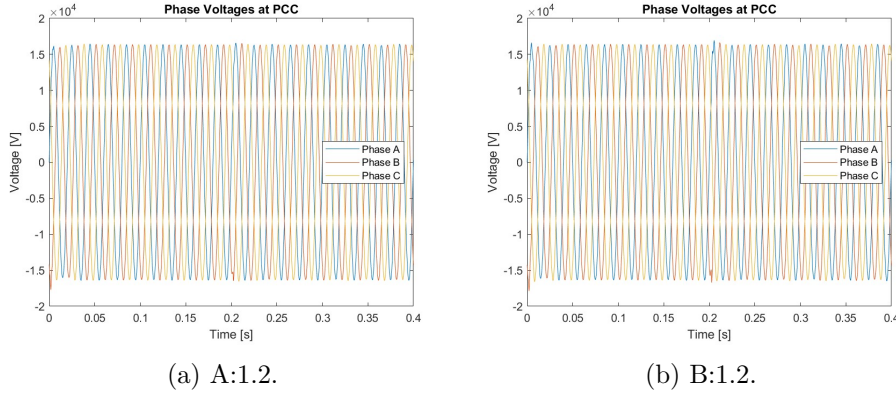 Phase Voltages at PCC
2 ×10⁴
1.5
1
0.5
0
-0.5
-1
-1.5
-2
Voltage [V]
Phase A
Phase B
Phase C
0 0.05 0.1 0.15 0.2 0.25 0.3 0.35 0.4
Time [s]
(a) A:1.2.
Phase Voltages at PCC
2 ×10⁴
1.5
1
0.5
0
-0.5
-1
-1.5
-2
Voltage [V]
Phase A
Phase B
Phase C
0 0.05 0.1 0.15 0.2 0.25 0.3 0.35 0.4
Time [s]
(b) B:1.2.